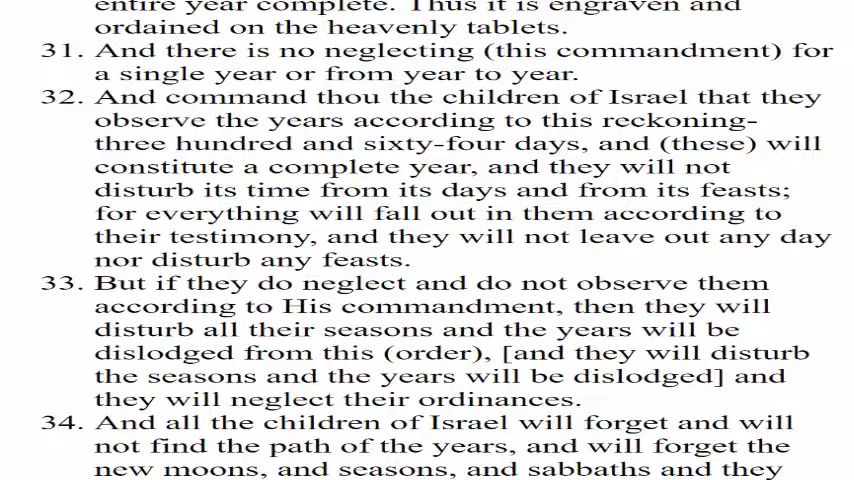 entire year complete. Thus it is engraven and
ordained on the heavenly tablets.
31. And there is no neglecting (this commandment) for
a single year or from year to year.
32. And command thou the children of Israel that they
observe the years according to this reckoning-
three hundred and sixty-four days, and (these) will
constitute a complete year, and they will not
disturb its time from its days and from its feasts;
for everything will fall out in them according to
their testimony, and they will not leave out any day
nor disturb any feasts.
33. But if they do neglect and do not observe them
according to His commandment, then they will
disturb all their seasons and the years will be
dislodged from this (order), [and they will disturb
the seasons and the years will be dislodged] and
they will neglect their ordinances.
34. And all the children of Israel will forget and will
not find the path of the years, and will forget the
new moons, and seasons, and sabbaths and they